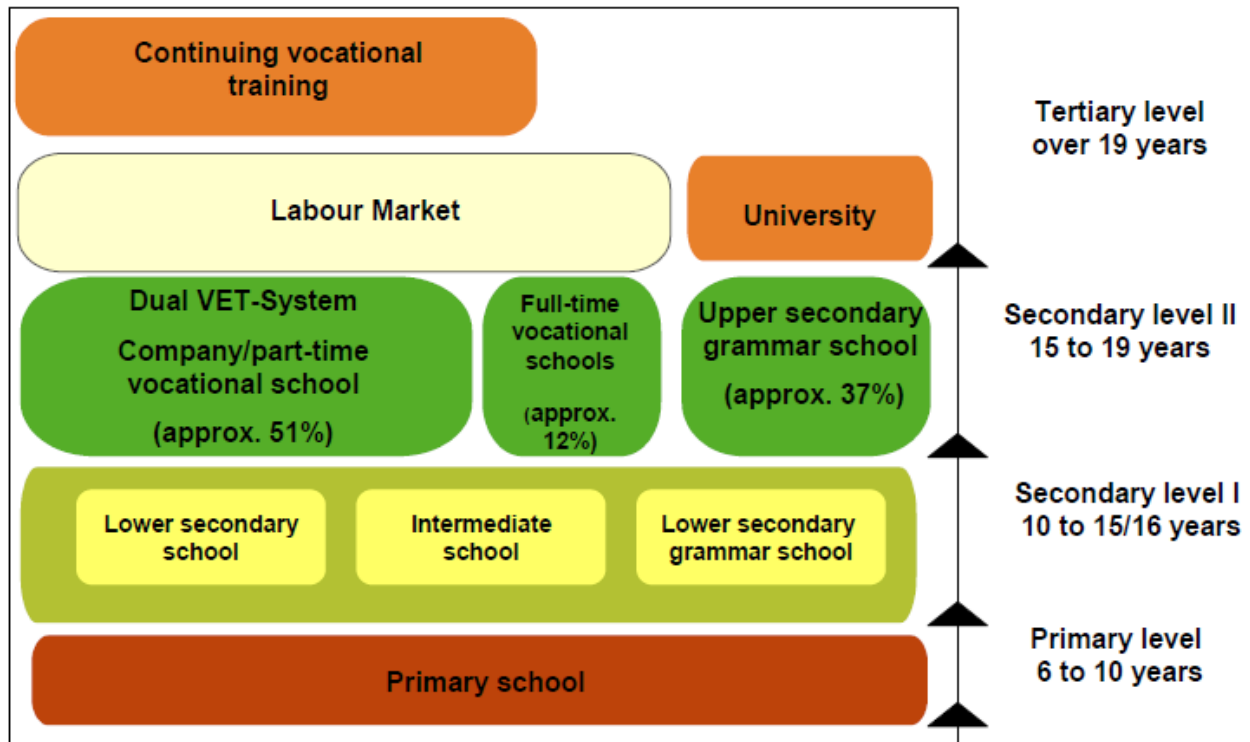 Continuing vocational
training
Tertiary level
over 19 years
Labour Market
University
Dual VET-System
Company/part-time
vocational school
(approx. 51%)
Full-time
vocational
schools
(approx.
12%)
Upper secondary
grammar school
(approx. 37%)
Secondary level II
15 to 19 years
Lower secondary
school
Intermediate
school
Lower secondary
grammar school
Secondary level I
10 to 15/16 years
Primary school
Primary level
6 to 10 years